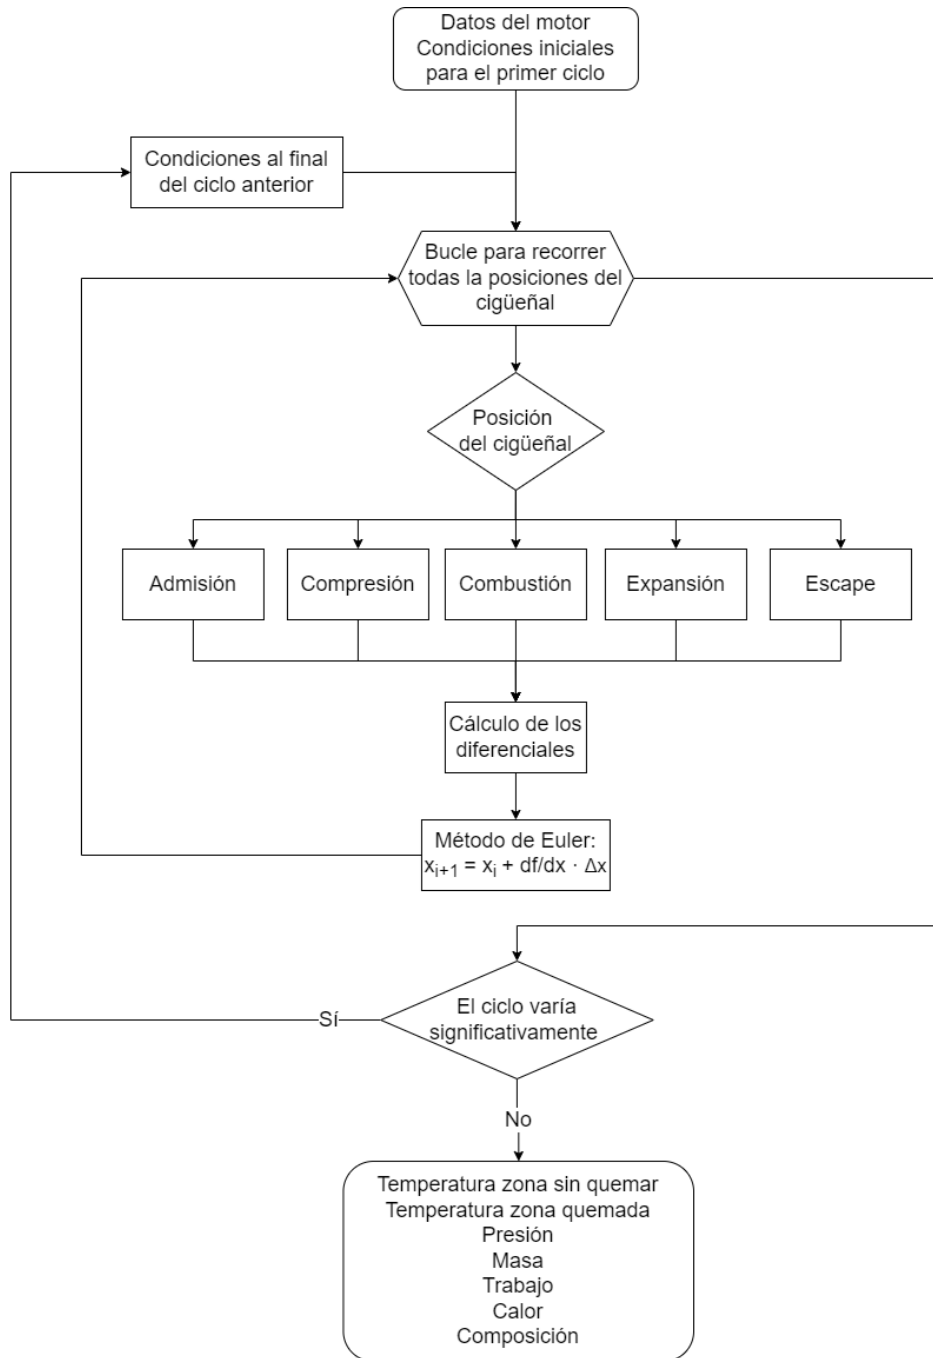 Datos del motor
Condiciones iniciales
para el primer ciclo
Condiciones al final
del ciclo anterior
Bucle para recorrer
todas la posiciones del
cigüeñal
Posición
del cigüeñal
Admisión
Compresión
Combustión
Expansión
Escape
Cálculo de los
diferenciales
Método de Euler:
x_{i+1} = x_i + df/dx · Δx
El ciclo varía
significativamente
Sí
No
Temperatura zona sin quemar
Temperatura zona quemada
Presión
Masa
Trabajo
Calor
Composición